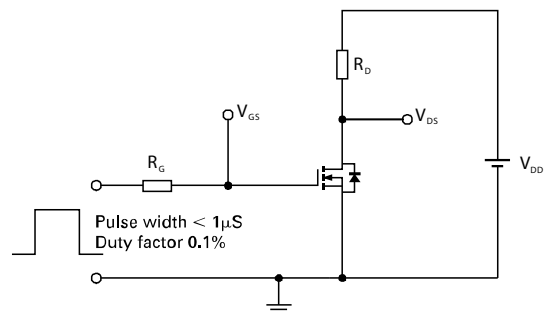 R_D
V_GS
V_DS
R_G
V_DD
Pulse width < 1μS
Duty factor 0.1%